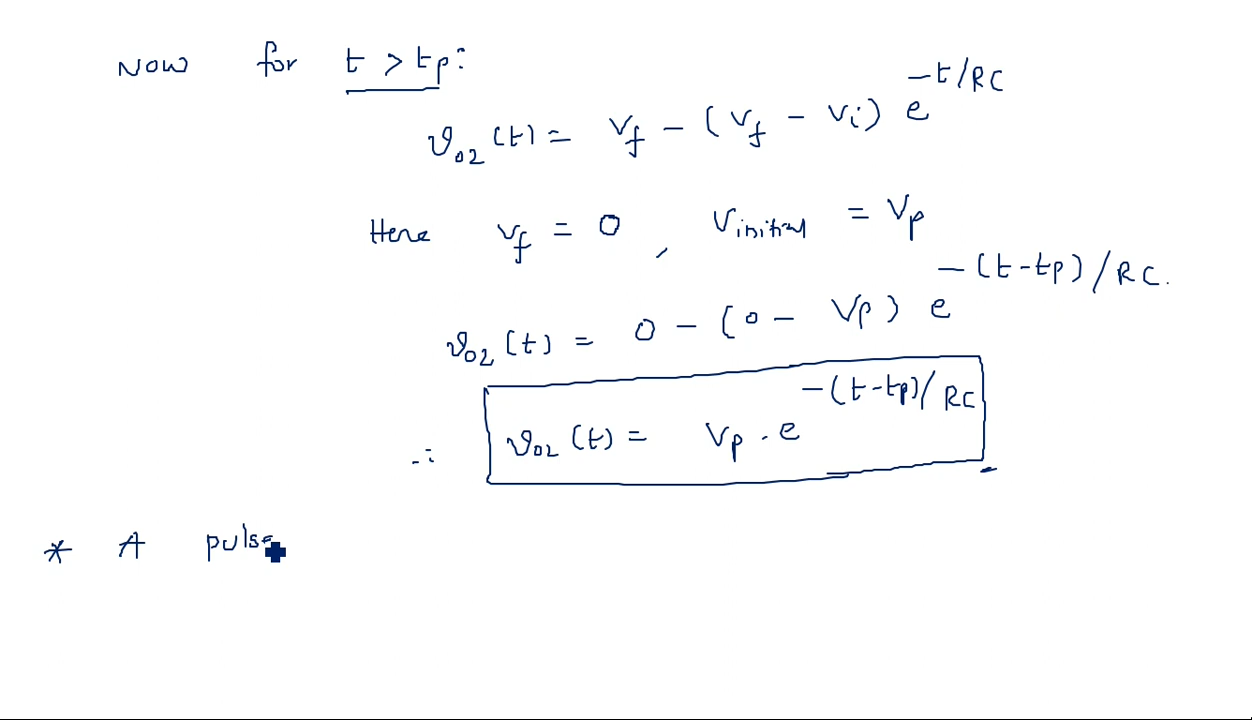 Now for t > tp:
v02 (t) = Vf - (Vf - Vi) e^-t/RC
Here Vf = 0, Vinitial = Vp
v02 (t) = 0 - (0 - Vp) e^-(t-tp)/RC.
∴ v02 (t) = Vp . e^-(t-tp)/RC
* A pulse